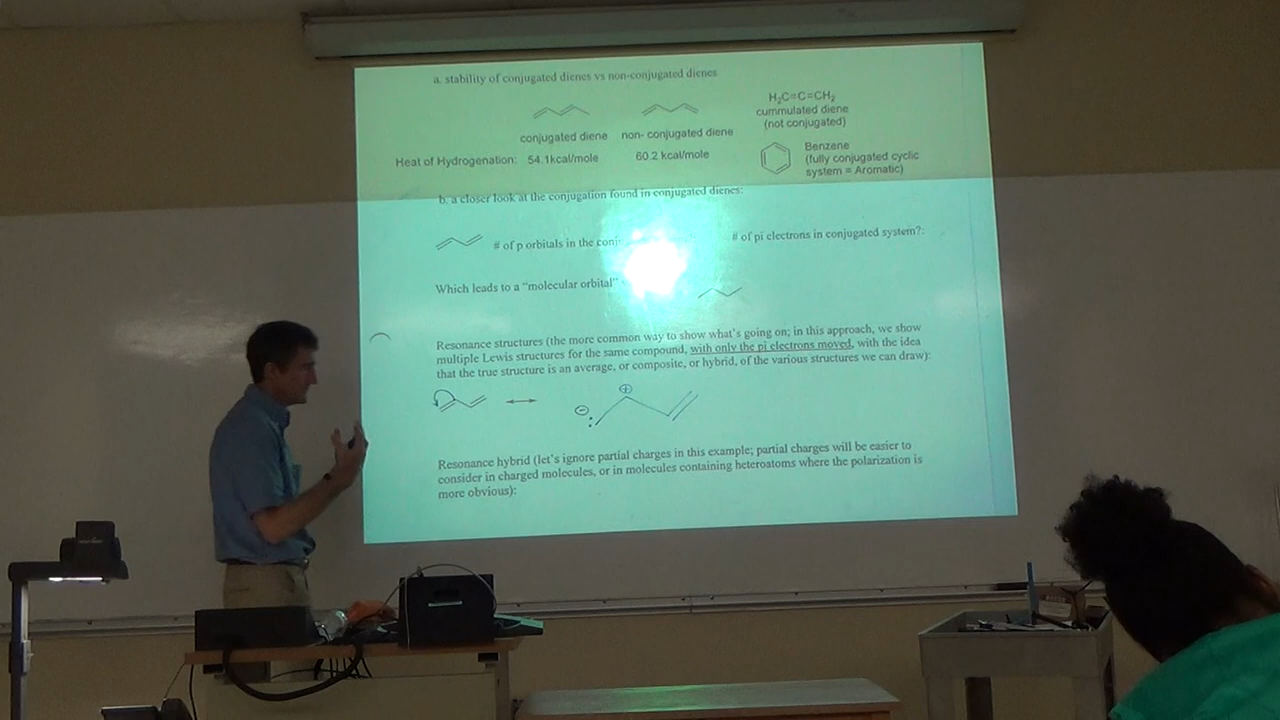 a. stability of conjugated dienes vs non-conjugated dienes
H₂C=C=CH₂
cummulated diene
(not conjugated)
conjugated diene non- conjugated diene
Heat of Hydrogenation: 54.1kcal/mole 60.2 kcal/mole
Benzene
(fully conjugated cyclic
system = Aromatic)
b. a closer look at the conjugation found in conjugated dienes:
# of p orbitals in the # of pi electrons in conjugated system?:
Which leads to a “molecular orbital”
Resonance structures (the more common way to show what's going on; in this approach, we show
multiple Lewis structures for the same compound, with only the pi electrons moved, with the idea
that the true structure is an average, or composite, or hybrid, of the various structures we can draw):
⊕
⊖
Resonance hybrid (let's ignore partial charges in this example; partial charges will be easier to
consider in charged molecules, or in molecules containing heteroatoms where the polarization is
more obvious):